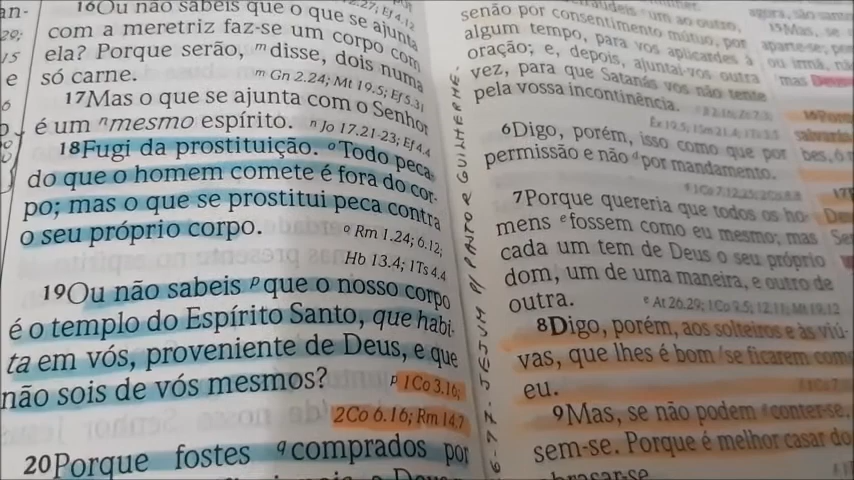 16Ou não sabeis que o que se ajunta
com a meretriz faz-se um corpo com
ela? Porque serão, ᵐdisse, dois numa
só carne. ᵐ Gn 2.24; Mt 19.5; Ef 5.31
17Mas o que se ajunta com o Senhor
é um ⁿmesmo espírito. ⁿ Jo 17.21-23; Ef 4.4
18Fugi da prostituição. ᵒTodo peca-
do que o homem comete é fora do cor-
po; mas o que se prostitui peca contra
o seu próprio corpo. ᵒ Rm 1.24; 6.12;
Hb 13.4; 1Ts 4.4
19Ou não sabeis ᵖque o nosso corpo
é o templo do Espírito Santo, que habi-
ta em vós, proveniente de Deus, e que
não sois de vós mesmos? ᵖ 1Co 3.16;
2Co 6.16; Rm 14.7
20Porque fostes ᑫcomprados por
JEJUM P/ PASTOR GUILHERME-
senão por consentimento mútuo, por
algum tempo, para vos aplicardes à
oração; e, depois, ajuntai-vos outra
vez, para que Satanás vos não tente
pela vossa incontinência.
6Digo, porém, isso como que por
permissão e não ᵈpor mandamento.
7Porque quereria que todos os ho-
mens ᵉfossem como eu mesmo; mas
cada um tem de Deus o seu próprio
dom, um de uma maneira, e outro de
outra. ᵉ At 26.29; 1Co 9.5; 12.11; Mt 19.12
8Digo, porém, aos solteiros e às viú-
vas, que lhes é bom se ficarem como
eu.
9Mas, se não podem conter-se,
sem-se. Porque é melhor casar do
abrasar-se